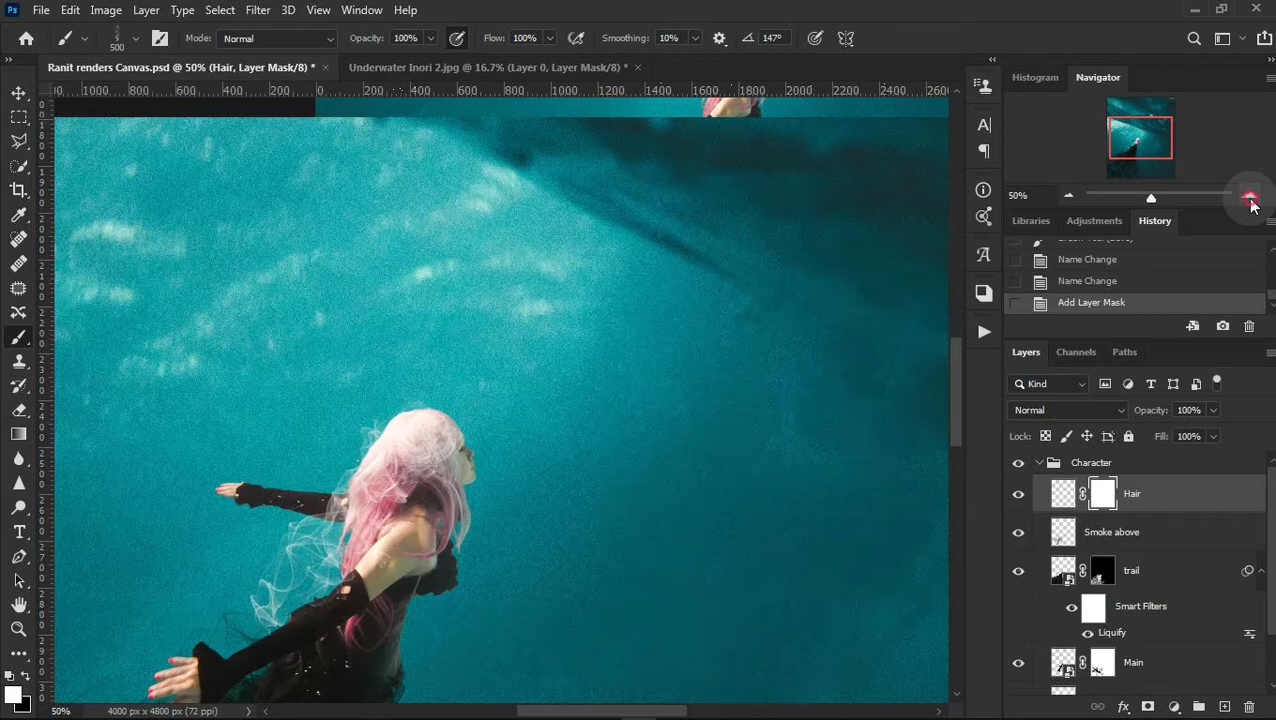 Ps File Edit Image Layer Type Select Filter 3D View Window Help
500 Mode: Normal Opacity: 100% Flow: 100% Smoothing: 10% 147°
Ranit renders Canvas.psd @ 50% (Hair, Layer Mask/8) * × Underwater Inori 2.jpg @ 16.7% (Layer 0, Layer Mask/8) * ×
1000 800 600 400 200 0 200 400 600 800 1000 1200 1400 1600 1800 2000 2200 2400 2600
Histogram Navigator
50%
Libraries Adjustments History
Name Change
Name Change
Add Layer Mask
Layers Channels Paths
Kind
Normal Opacity: 100%
Lock: Fill: 100%
Character
Hair
Smoke above
trail
Smart Filters
Liquify
Main
50% 4000 px x 4800 px (72 ppi)